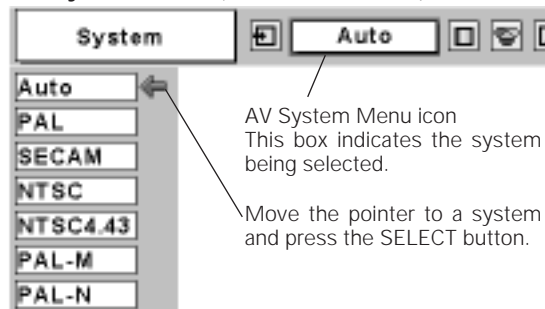 System
Auto
Auto
PAL
SECAM
NTSC
NTSC4.43
PAL-M
PAL-N
AV System Menu icon
This box indicates the system
being selected.
Move the pointer to a system
and press the SELECT button.